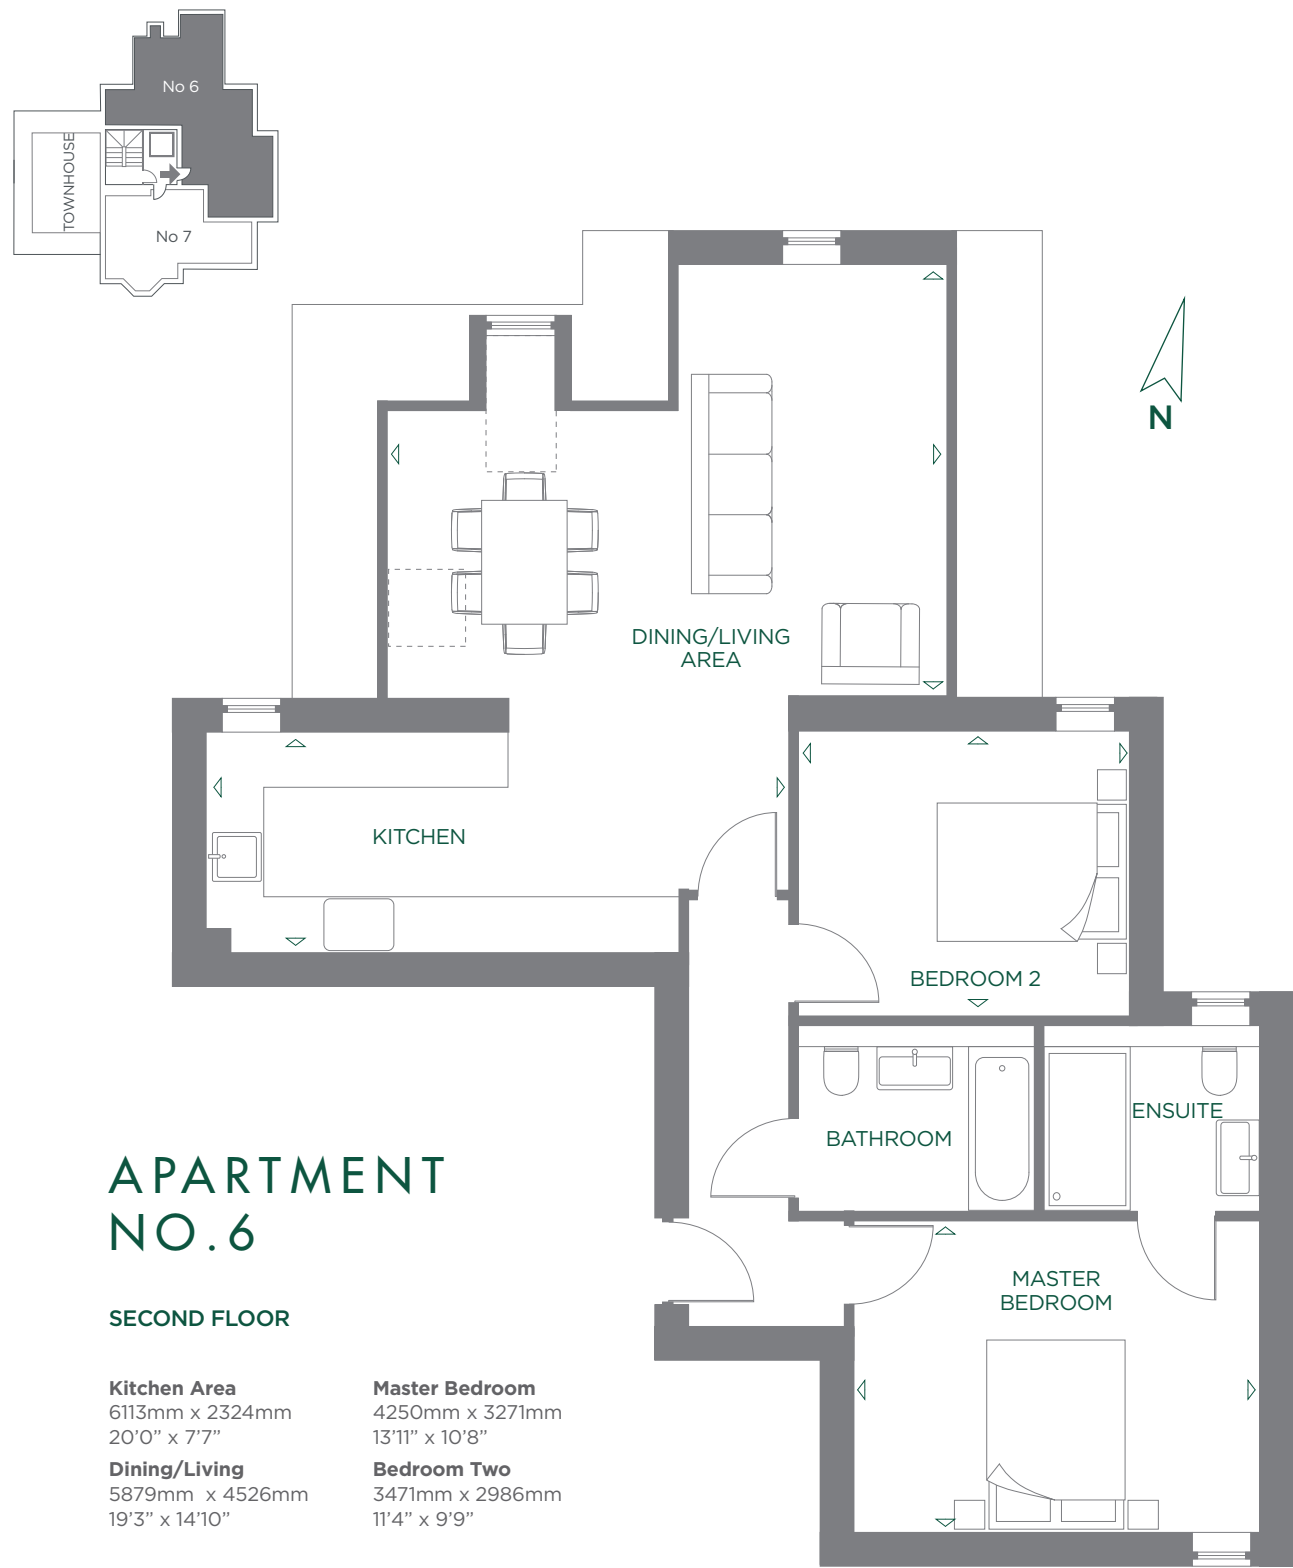 No 6
TOWNHOUSE
No 7
N
DINING/LIVING
AREA
KITCHEN
BEDROOM 2
BATHROOM
ENSUITE
MASTER
BEDROOM
APARTMENT
NO.6
SECOND FLOOR
Kitchen Area
6113mm x 2324mm
20'0” x 7'7”
Dining/Living
5879mm x 4526mm
19'3” x 14'10”
Master Bedroom
4250mm x 3271mm
13'11” x 10'8”
Bedroom Two
3471mm x 2986mm
11'4” x 9'9”